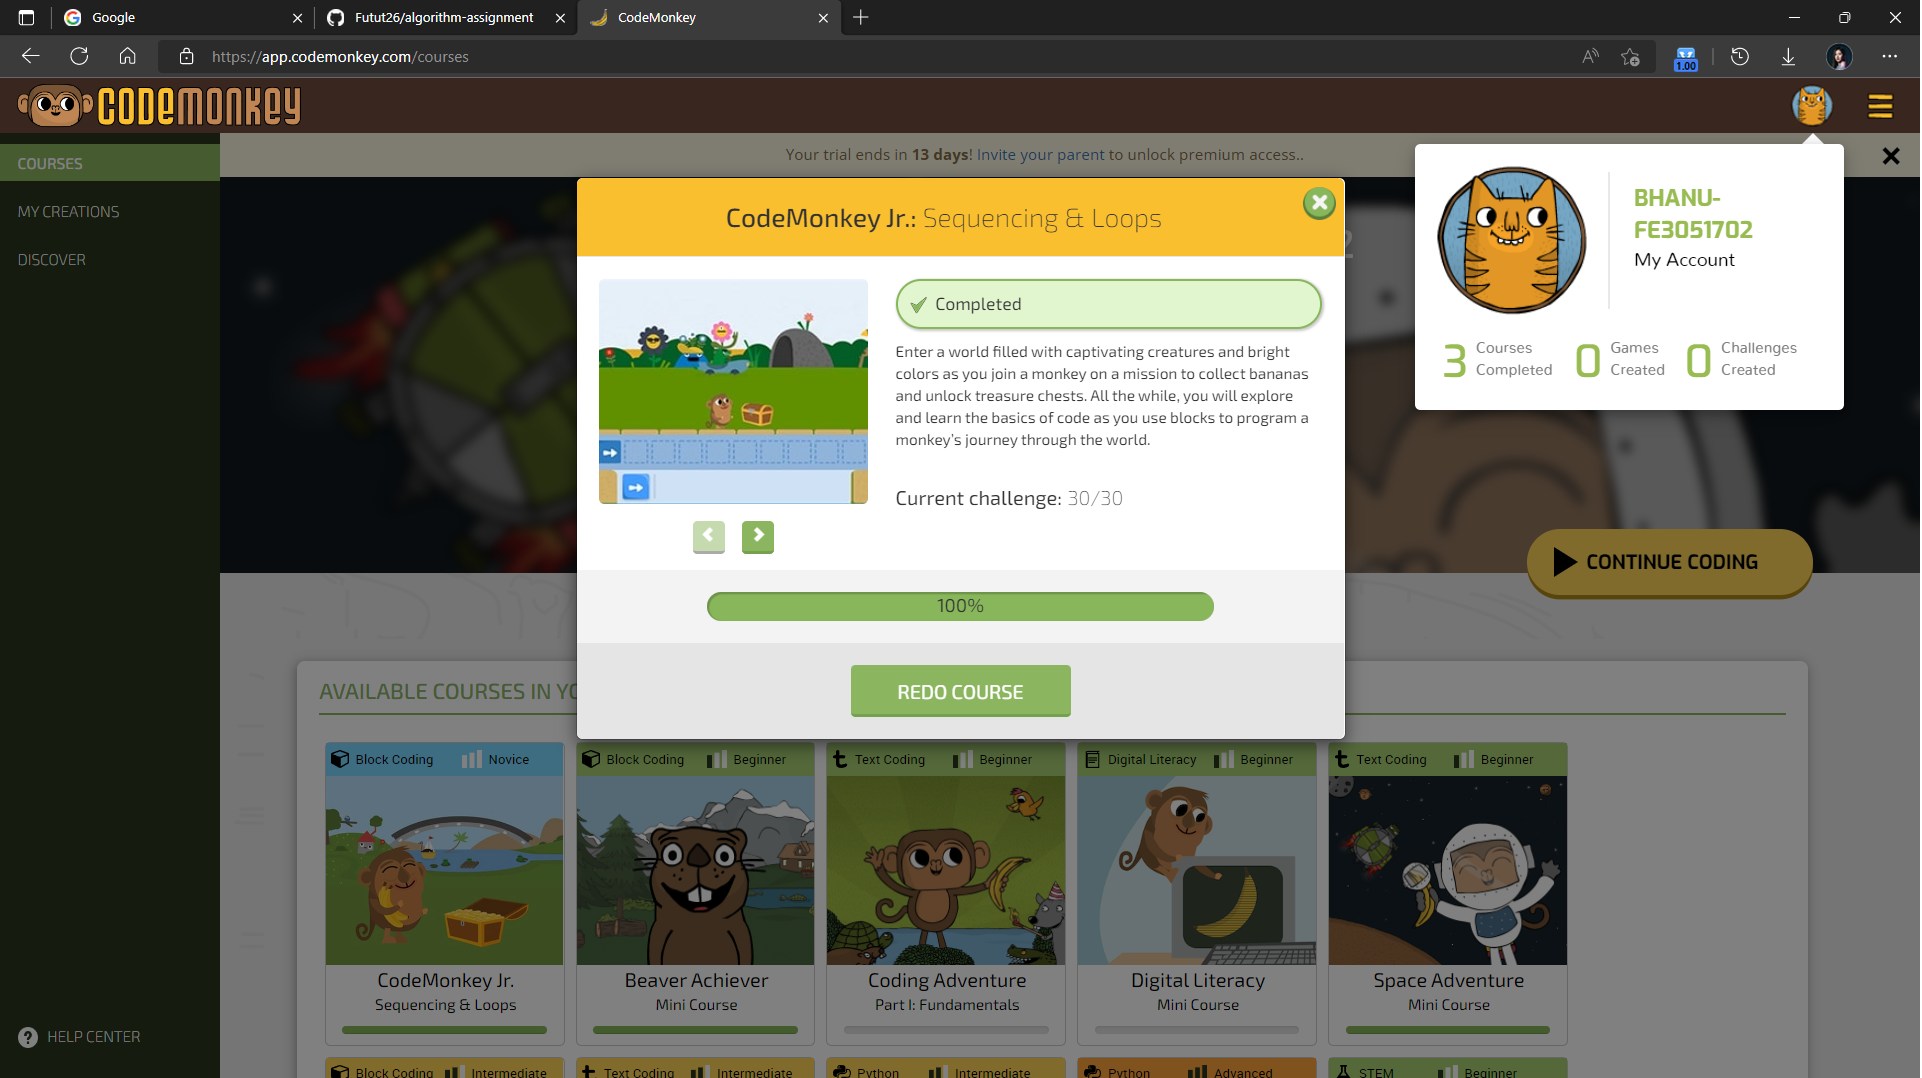 Google
Futut26/algorithm-assignment
CodeMonkey
https://app.codemonkey.com/courses
1.00
CODEMONKEY
COURSES
MY CREATIONS
DISCOVER
HELP CENTER
Your trial ends in 13 days! Invite your parent to unlock premium access..
BHANU-
FE3051702
My Account
3 Courses Completed
0 Games Created
0 Challenges Created
CodeMonkey Jr.: Sequencing & Loops
Completed
Enter a world filled with captivating creatures and bright
colors as you join a monkey on a mission to collect bananas
and unlock treasure chests. All the while, you will explore
and learn the basics of code as you use blocks to program a
monkey's journey through the world.
Current challenge: 30/30
100%
REDO COURSE
CONTINUE CODING
AVAILABLE COURSES IN YO
Block Coding Novice
Block Coding Beginner
Text Coding Beginner
Digital Literacy Beginner
Text Coding Beginner
CodeMonkey Jr.
Sequencing & Loops
Beaver Achiever
Mini Course
Coding Adventure
Part I: Fundamentals
Digital Literacy
Mini Course
Space Adventure
Mini Course
Block Coding Intermediate
Text Coding Intermediate
Python Intermediate
Python Advanced
STEM Beginner